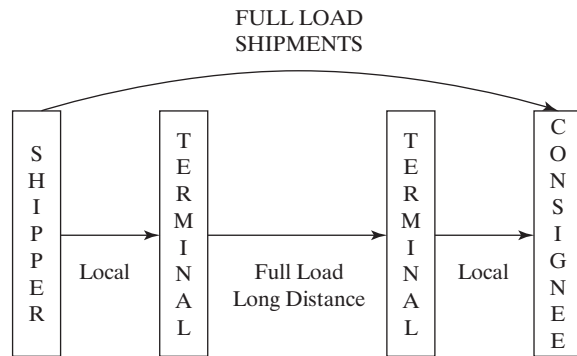 FULL LOAD
SHIPMENTS
SHIPPER
TERMINAL
TERMINAL
CONSIGNEE
Local
Full Load
Long Distance
Local